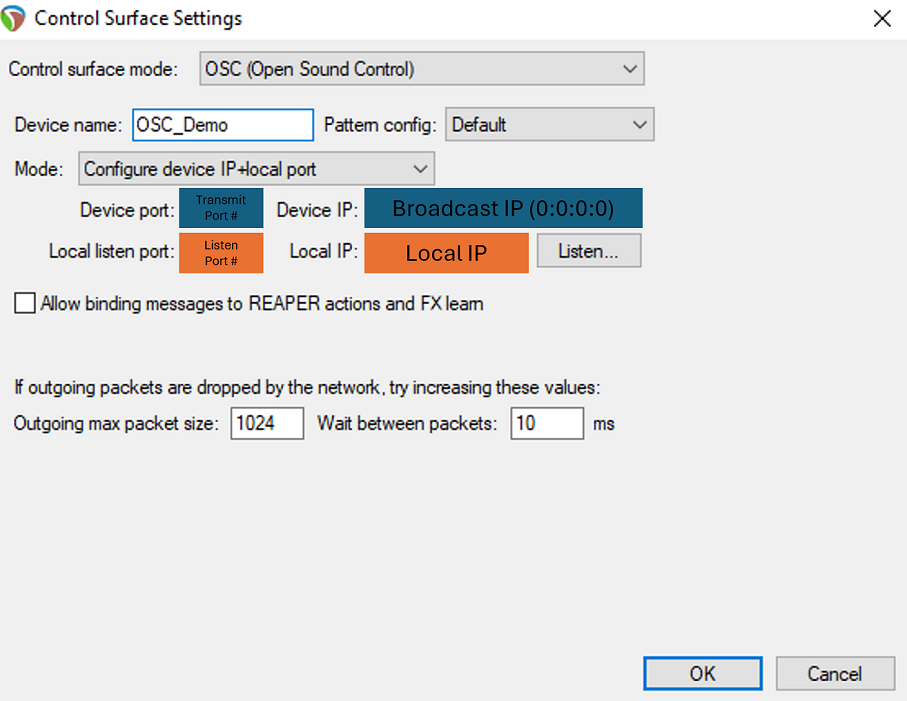 Control Surface Settings
Control surface mode: OSC (Open Sound Control)
Device name: OSC_Demo Pattern config: Default
Mode: Configure device IP+local port
Device port: Transmit Port # Device IP: Broadcast IP (0:0:0:0)
Local listen port: Listen Port # Local IP: Local IP Listen...
Allow binding messages to REAPER actions and FX learn
If outgoing packets are dropped by the network, try increasing these values:
Outgoing max packet size: 1024 Wait between packets: 10 ms
OK Cancel